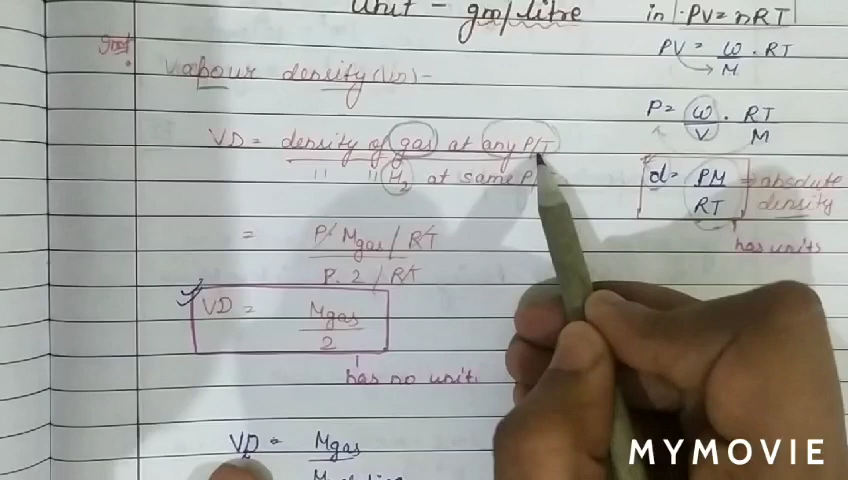 unit - gm/litre
in PV=nRT
PV = ω . RT
M
P = ω . RT
V M
d = PM = absolute
RT density
has units
gmf
vapour density(VD)-
VD = density of gas at any P/T
" " H2 at same P/
= P/ Mgas / RT
P. 2 / RT
VD = Mgas
2
has no unit.
VD = Mgas
MYMOVIE